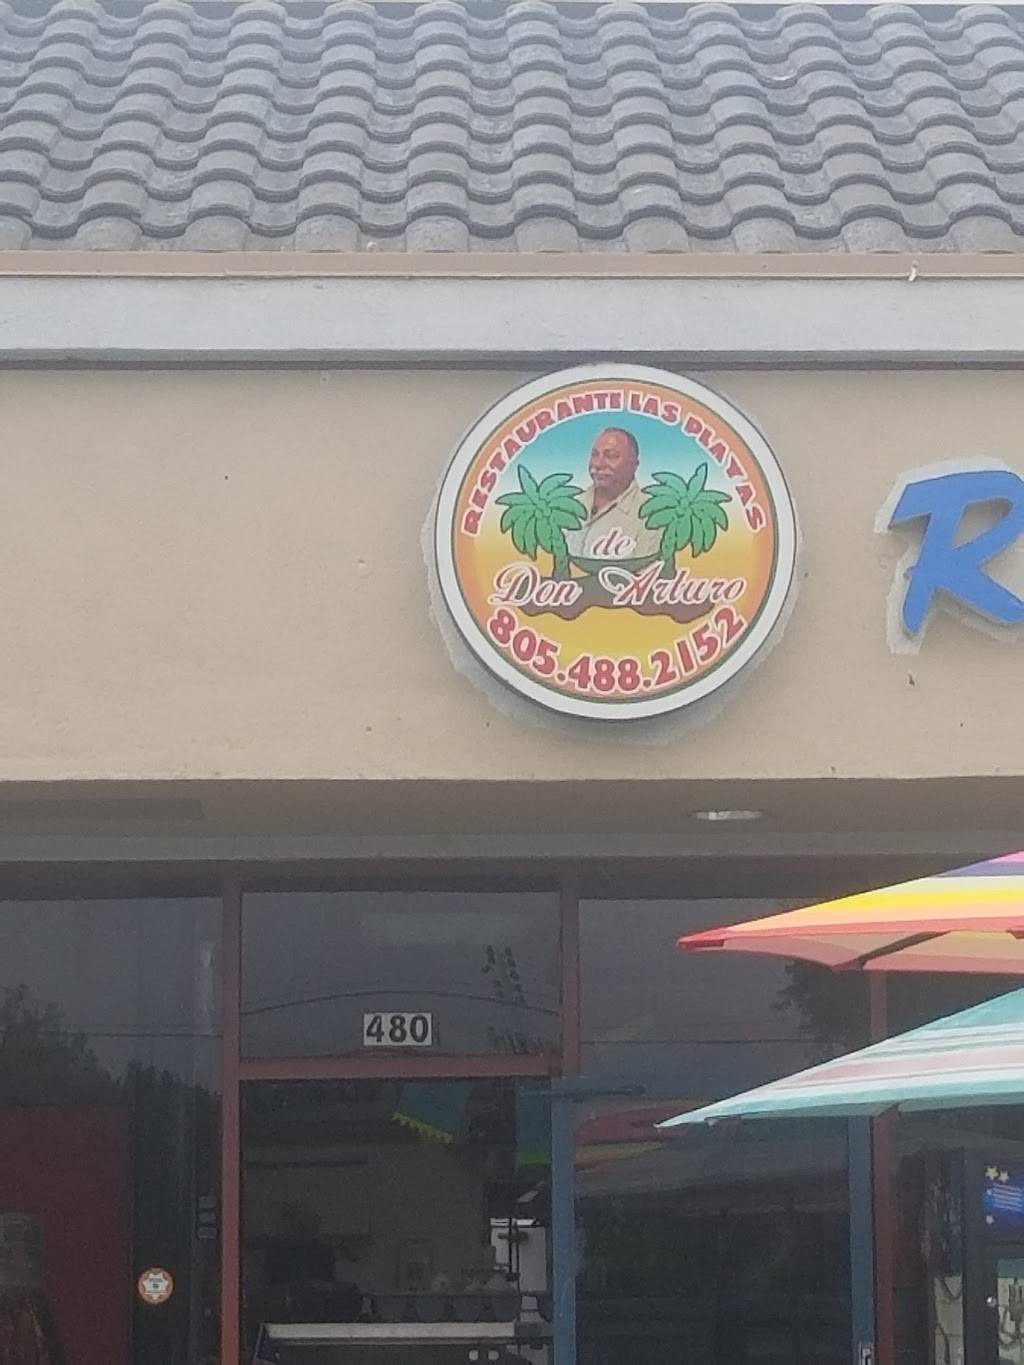 RESTAURANTE LAS PLAYAS
de
Don Arturo
805.488.2152
R
480